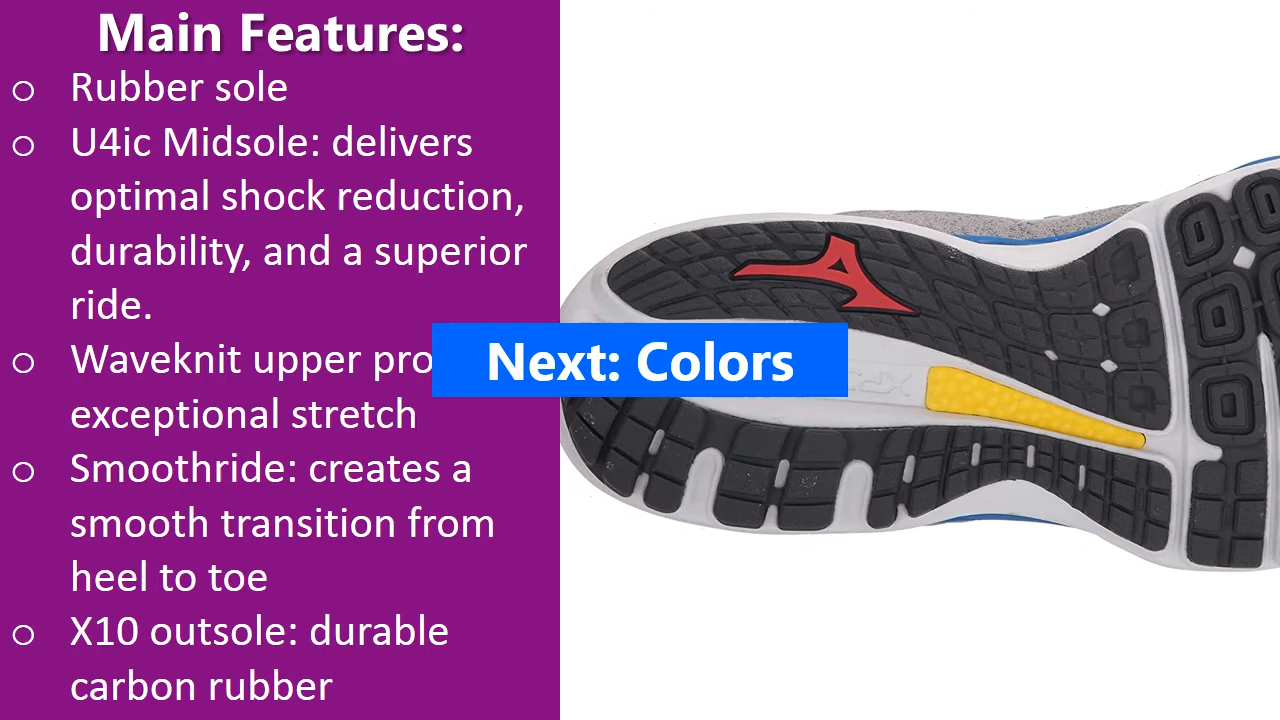 Main Features:
o Rubber sole
o U4ic Midsole: delivers
optimal shock reduction,
durability, and a superior
ride.
o Waveknit upper pro
exceptional stretch
Next: Colors
o Smoothride: creates a
smooth transition from
heel to toe
o X10 outsole: durable
carbon rubber